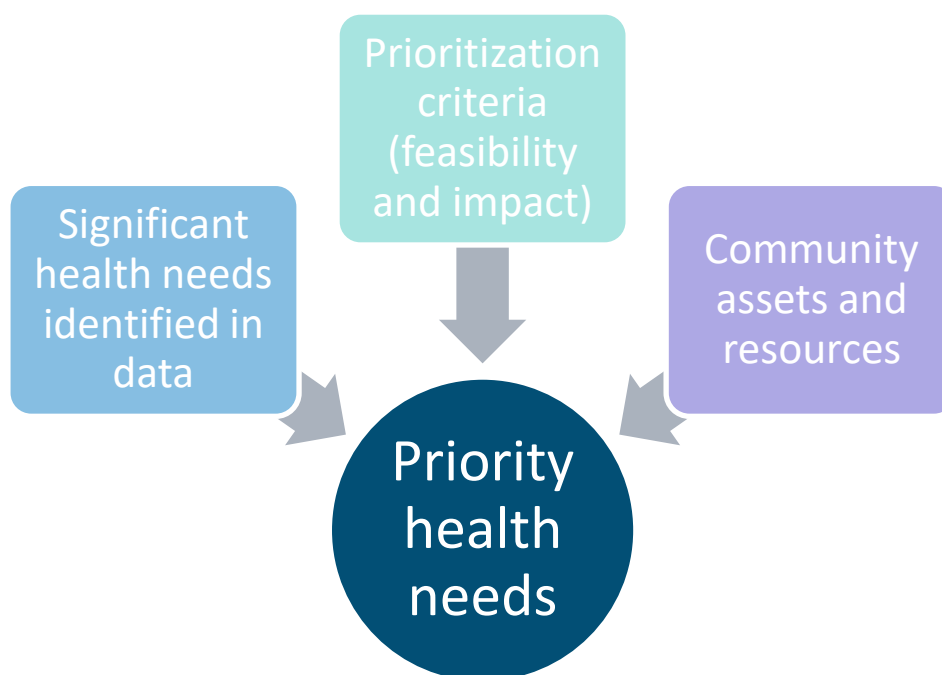 Prioritization
criteria
(feasibility
and impact)
Significant
health needs
identified in
data
Community
assets and
resources
Priority
health
needs